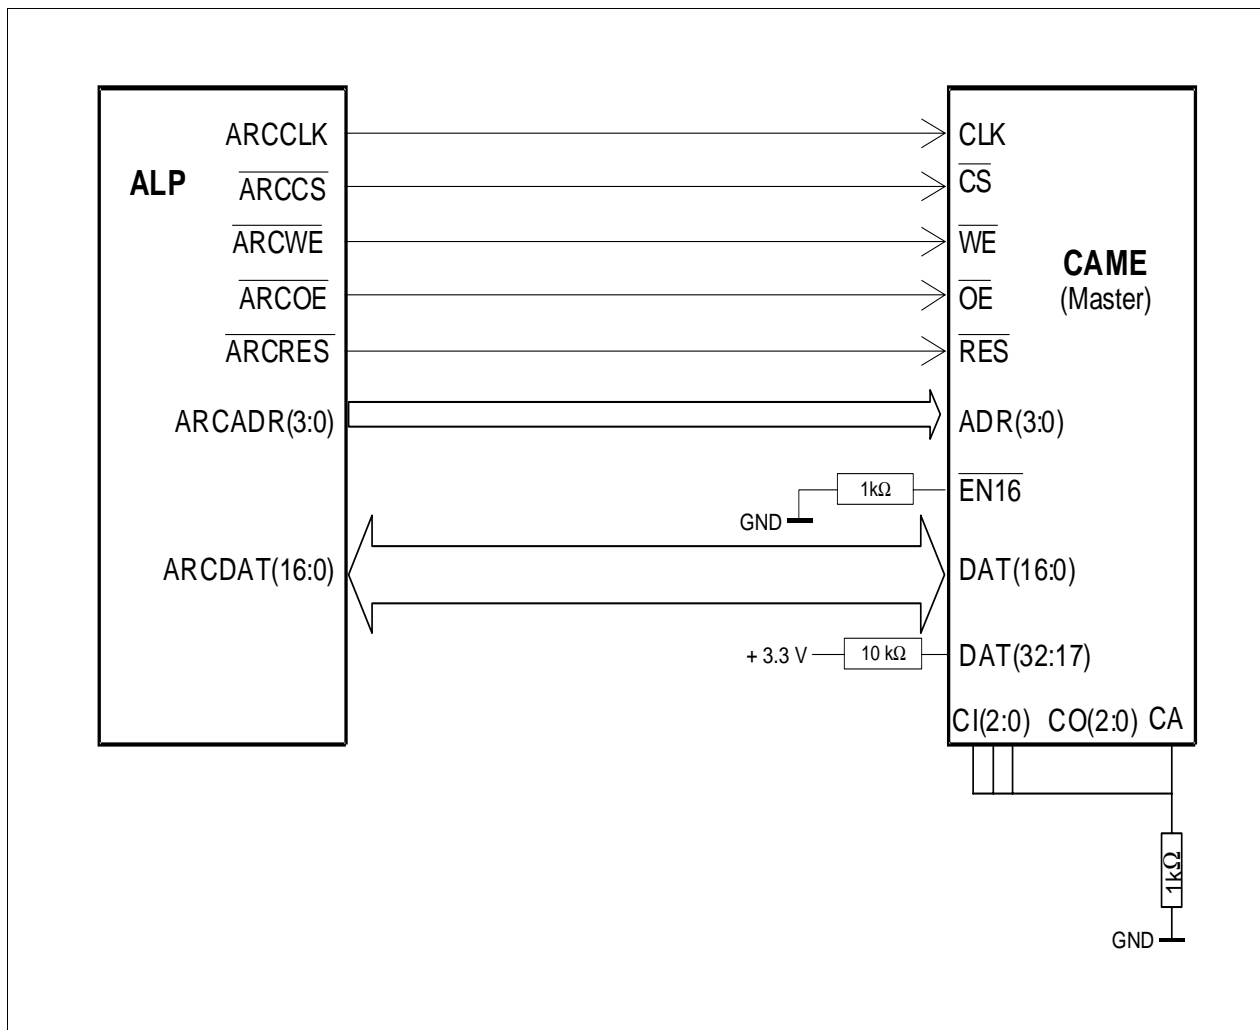 ALP
ARCCLK
ARCCS
ARCWE
ARCOE
ARCRES
ARCADR(3:0)
ARCDAT(16:0)
CLK
CS
WE
CAME
(Master)
OE
RES
ADR(3:0)
1kΩ
EN16
GND
DAT(16:0)
+ 3.3 V
10 kΩ
DAT(32:17)
CI(2:0) CO(2:0) CA
1kΩ
GND